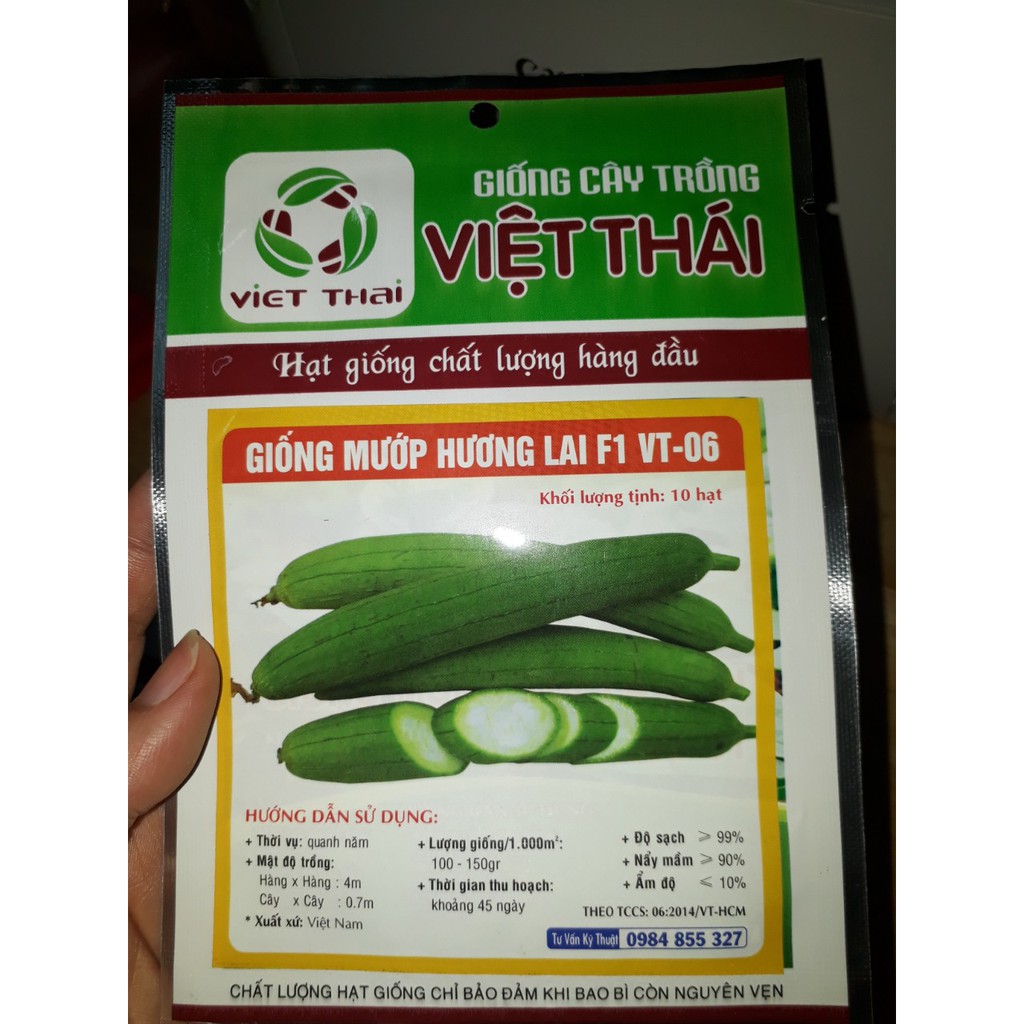 GIỐNG CÂY TRỒNG
VIỆT THÁI
VIET THAI
Hạt giống chất lượng hàng đầu
GIỐNG MƯỚP HƯƠNG LAI F1 VT-06
Khối lượng tịnh: 10 hạt
HƯỚNG DẪN SỬ DỤNG:
+ Thời vụ: quanh năm
+ Mật độ trồng:
Hàng x Hàng : 4m
Cây x Cây : 0.7m
* Xuất xứ: Việt Nam
+ Lượng giống/1.000m²:
100 - 150gr
+ Thời gian thu hoạch:
khoảng 45 ngày
+ Độ sạch ≥ 99%
+ Nẩy mầm ≥ 90%
+ Ẩm độ ≤ 10%
THEO TCCS: 06:2014/VT-HCM
Tư Vấn Kỹ Thuật 0984 855 327
CHẤT LƯỢNG HẠT GIỐNG CHỈ BẢO ĐẢM KHI BAO BÌ CÒN NGUYÊN VẸN